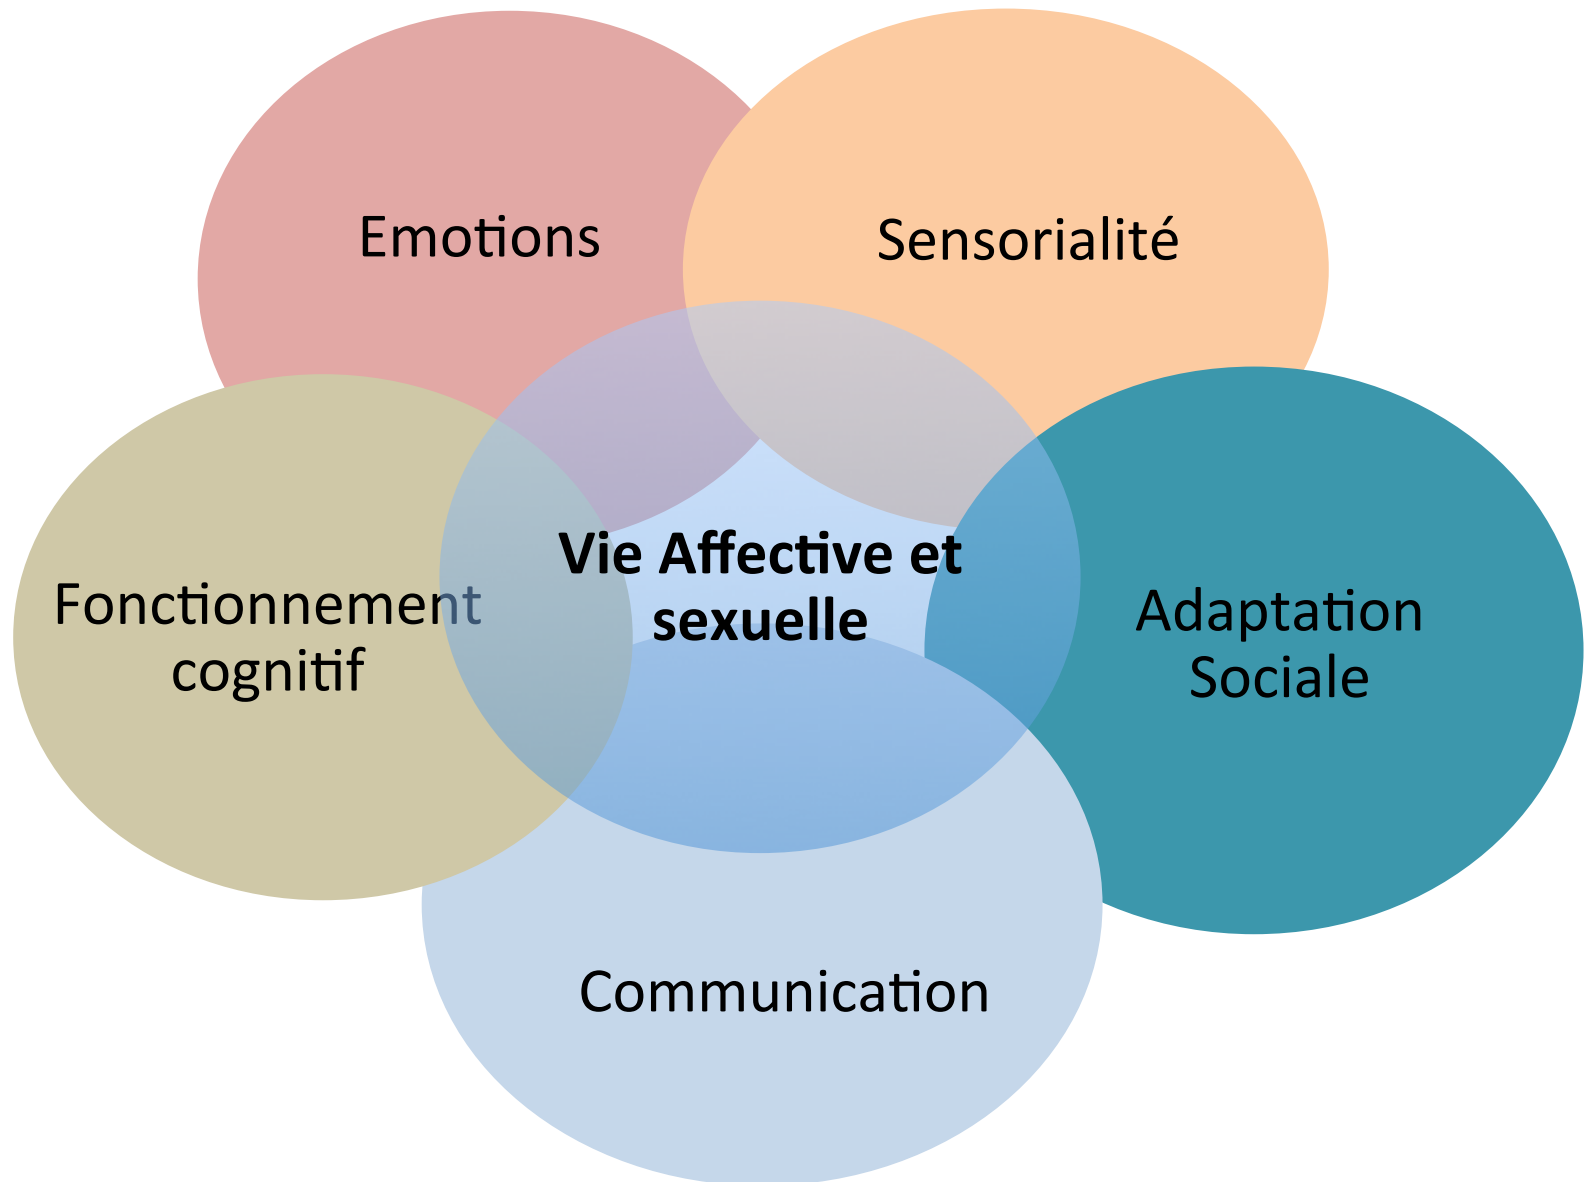 Emotions
Sensorialité
Vie Affective et
sexuelle
Fonctionnement
cognitif
Adaptation
Sociale
Communication